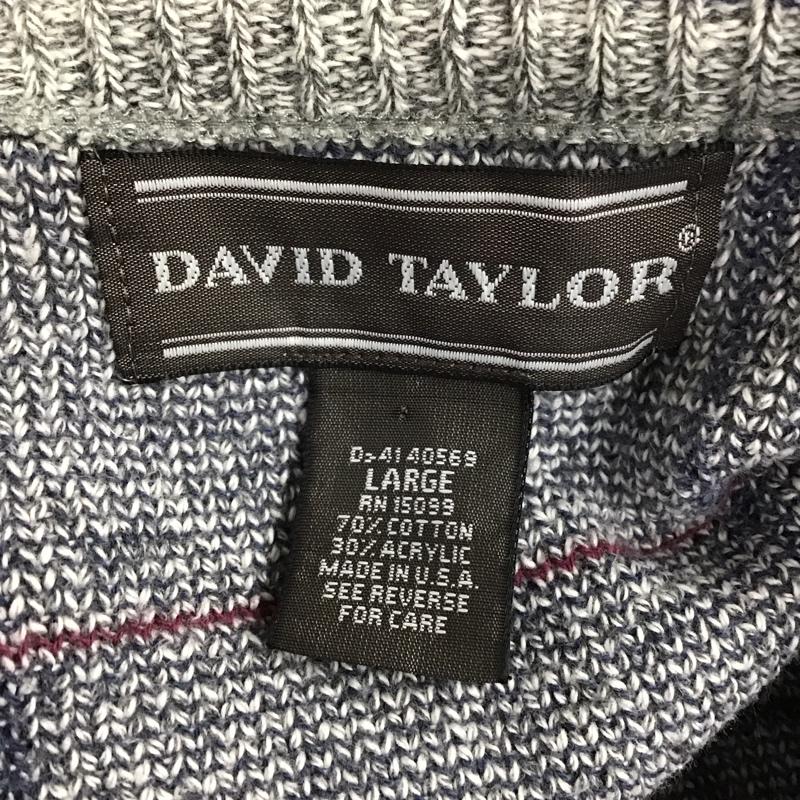 DAVID TAYLOR®
D>4140569
LARGE
RN 15099
70% COTTON
30% ACRYLIC
MADE IN U.S.A.
SEE REVERSE
FOR CARE